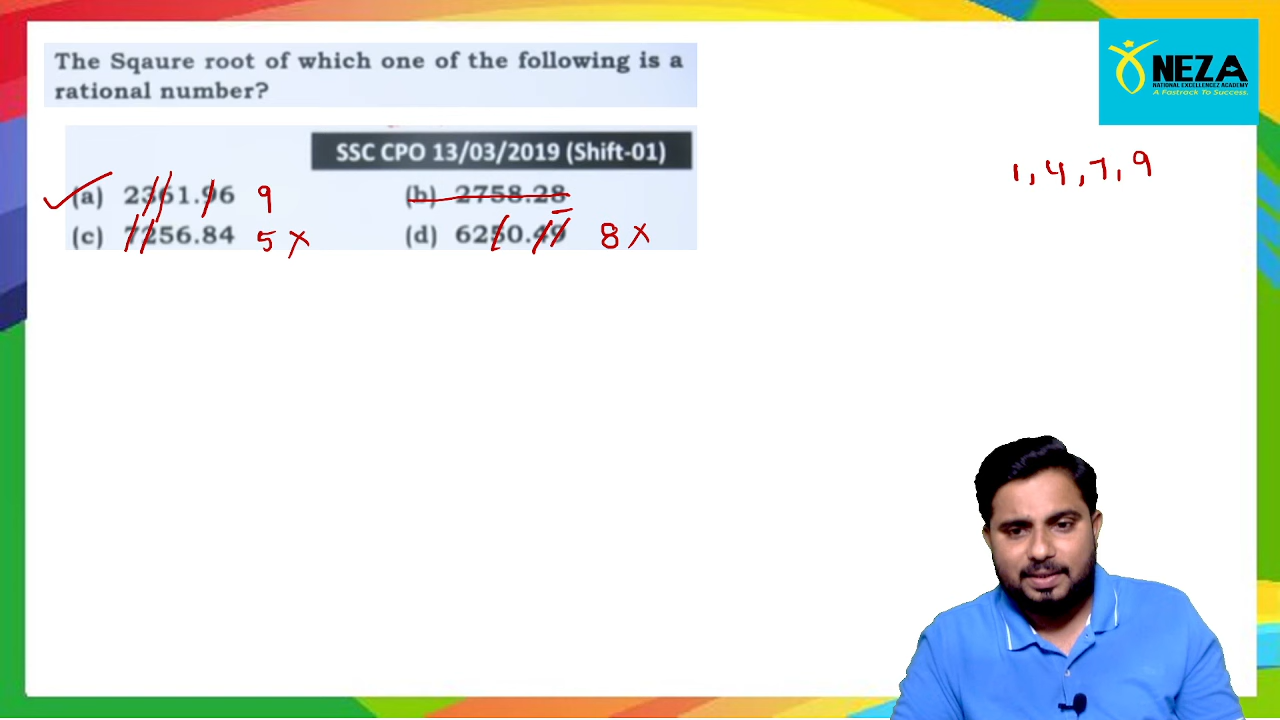 The Sqaure root of which one of the following is a
rational number?
NEZA
NATIONAL EXCELLENCEZ ACADEMY
A Fastrack To Success.
SSC CPO 13/03/2019 (Shift-01)
1, 4, 7, 9
(a) 2361.96 9 (b) 2758.28
(c) 7256.84 5 x (d) 6250.49 8 x